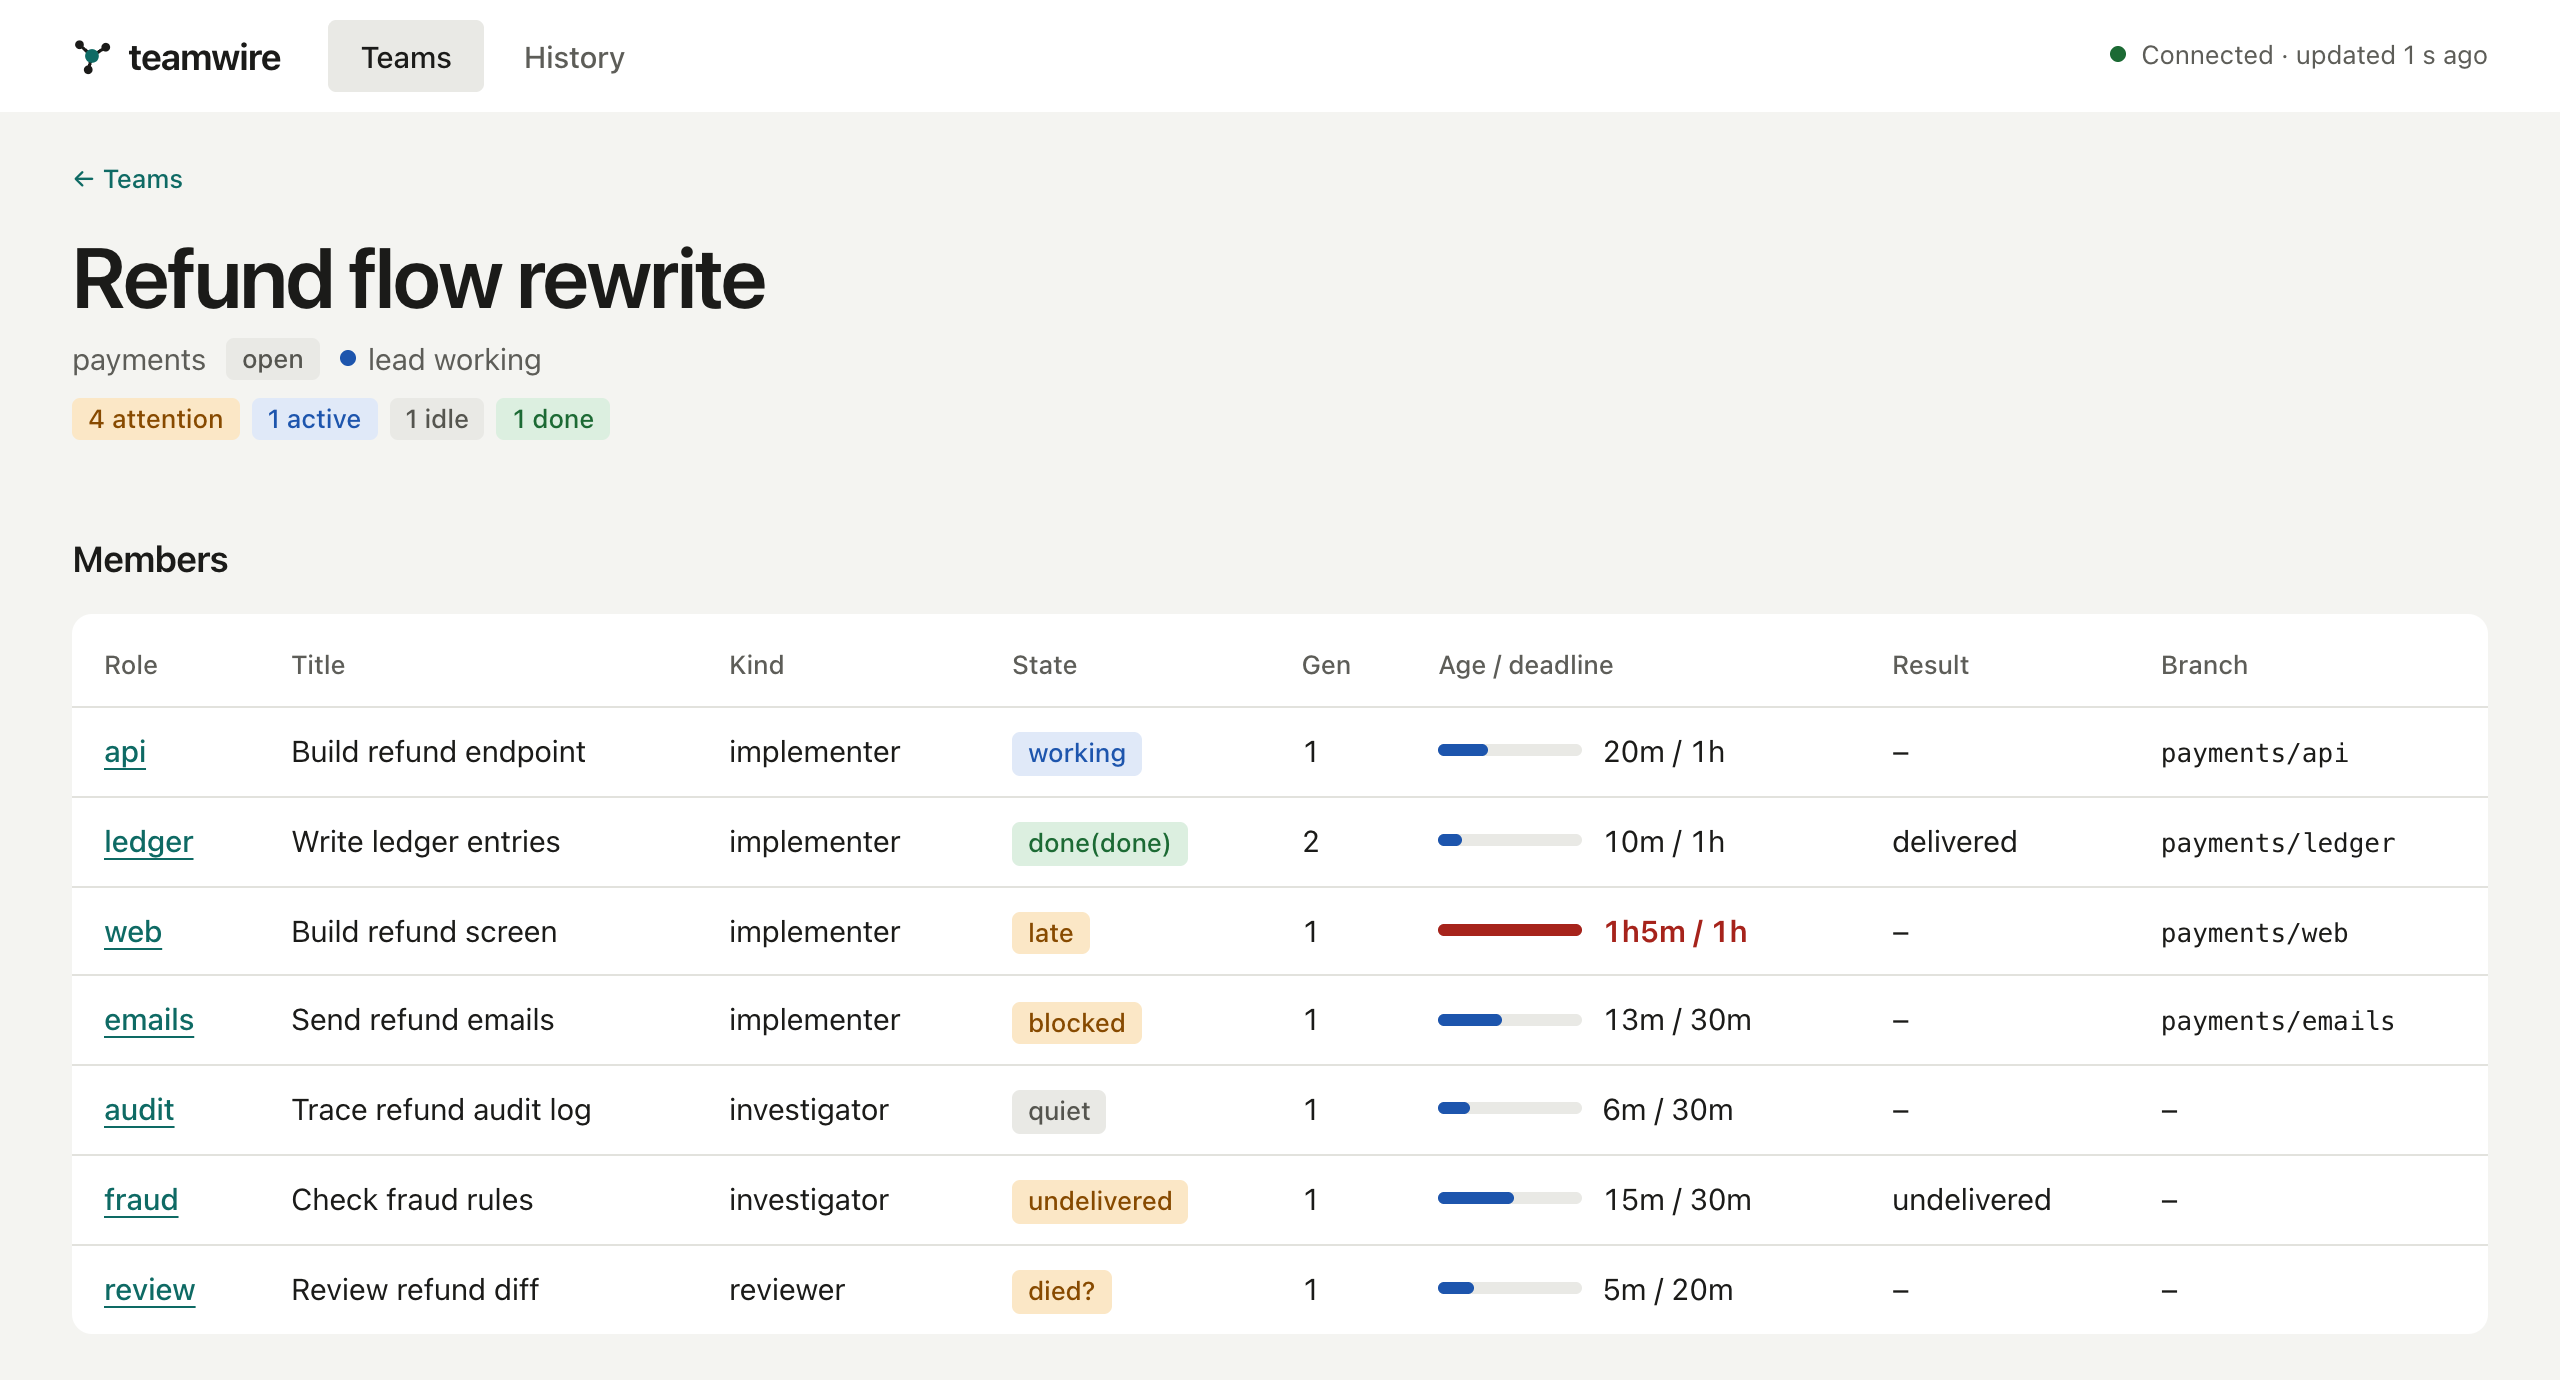 teamwire Teams History Connected · updated 1 s ago
← Teams
Refund flow rewrite
payments open lead working
4 attention 1 active 1 idle 1 done
Members
Role Title Kind State Gen Age / deadline Result Branch
api Build refund endpoint implementer working 1 20m / 1h – payments/api
ledger Write ledger entries implementer done(done) 2 10m / 1h delivered payments/ledger
web Build refund screen implementer late 1 1h5m / 1h – payments/web
emails Send refund emails implementer blocked 1 13m / 30m – payments/emails
audit Trace refund audit log investigator quiet 1 6m / 30m – –
fraud Check fraud rules investigator undelivered 1 15m / 30m undelivered –
review Review refund diff reviewer died? 1 5m / 20m – –